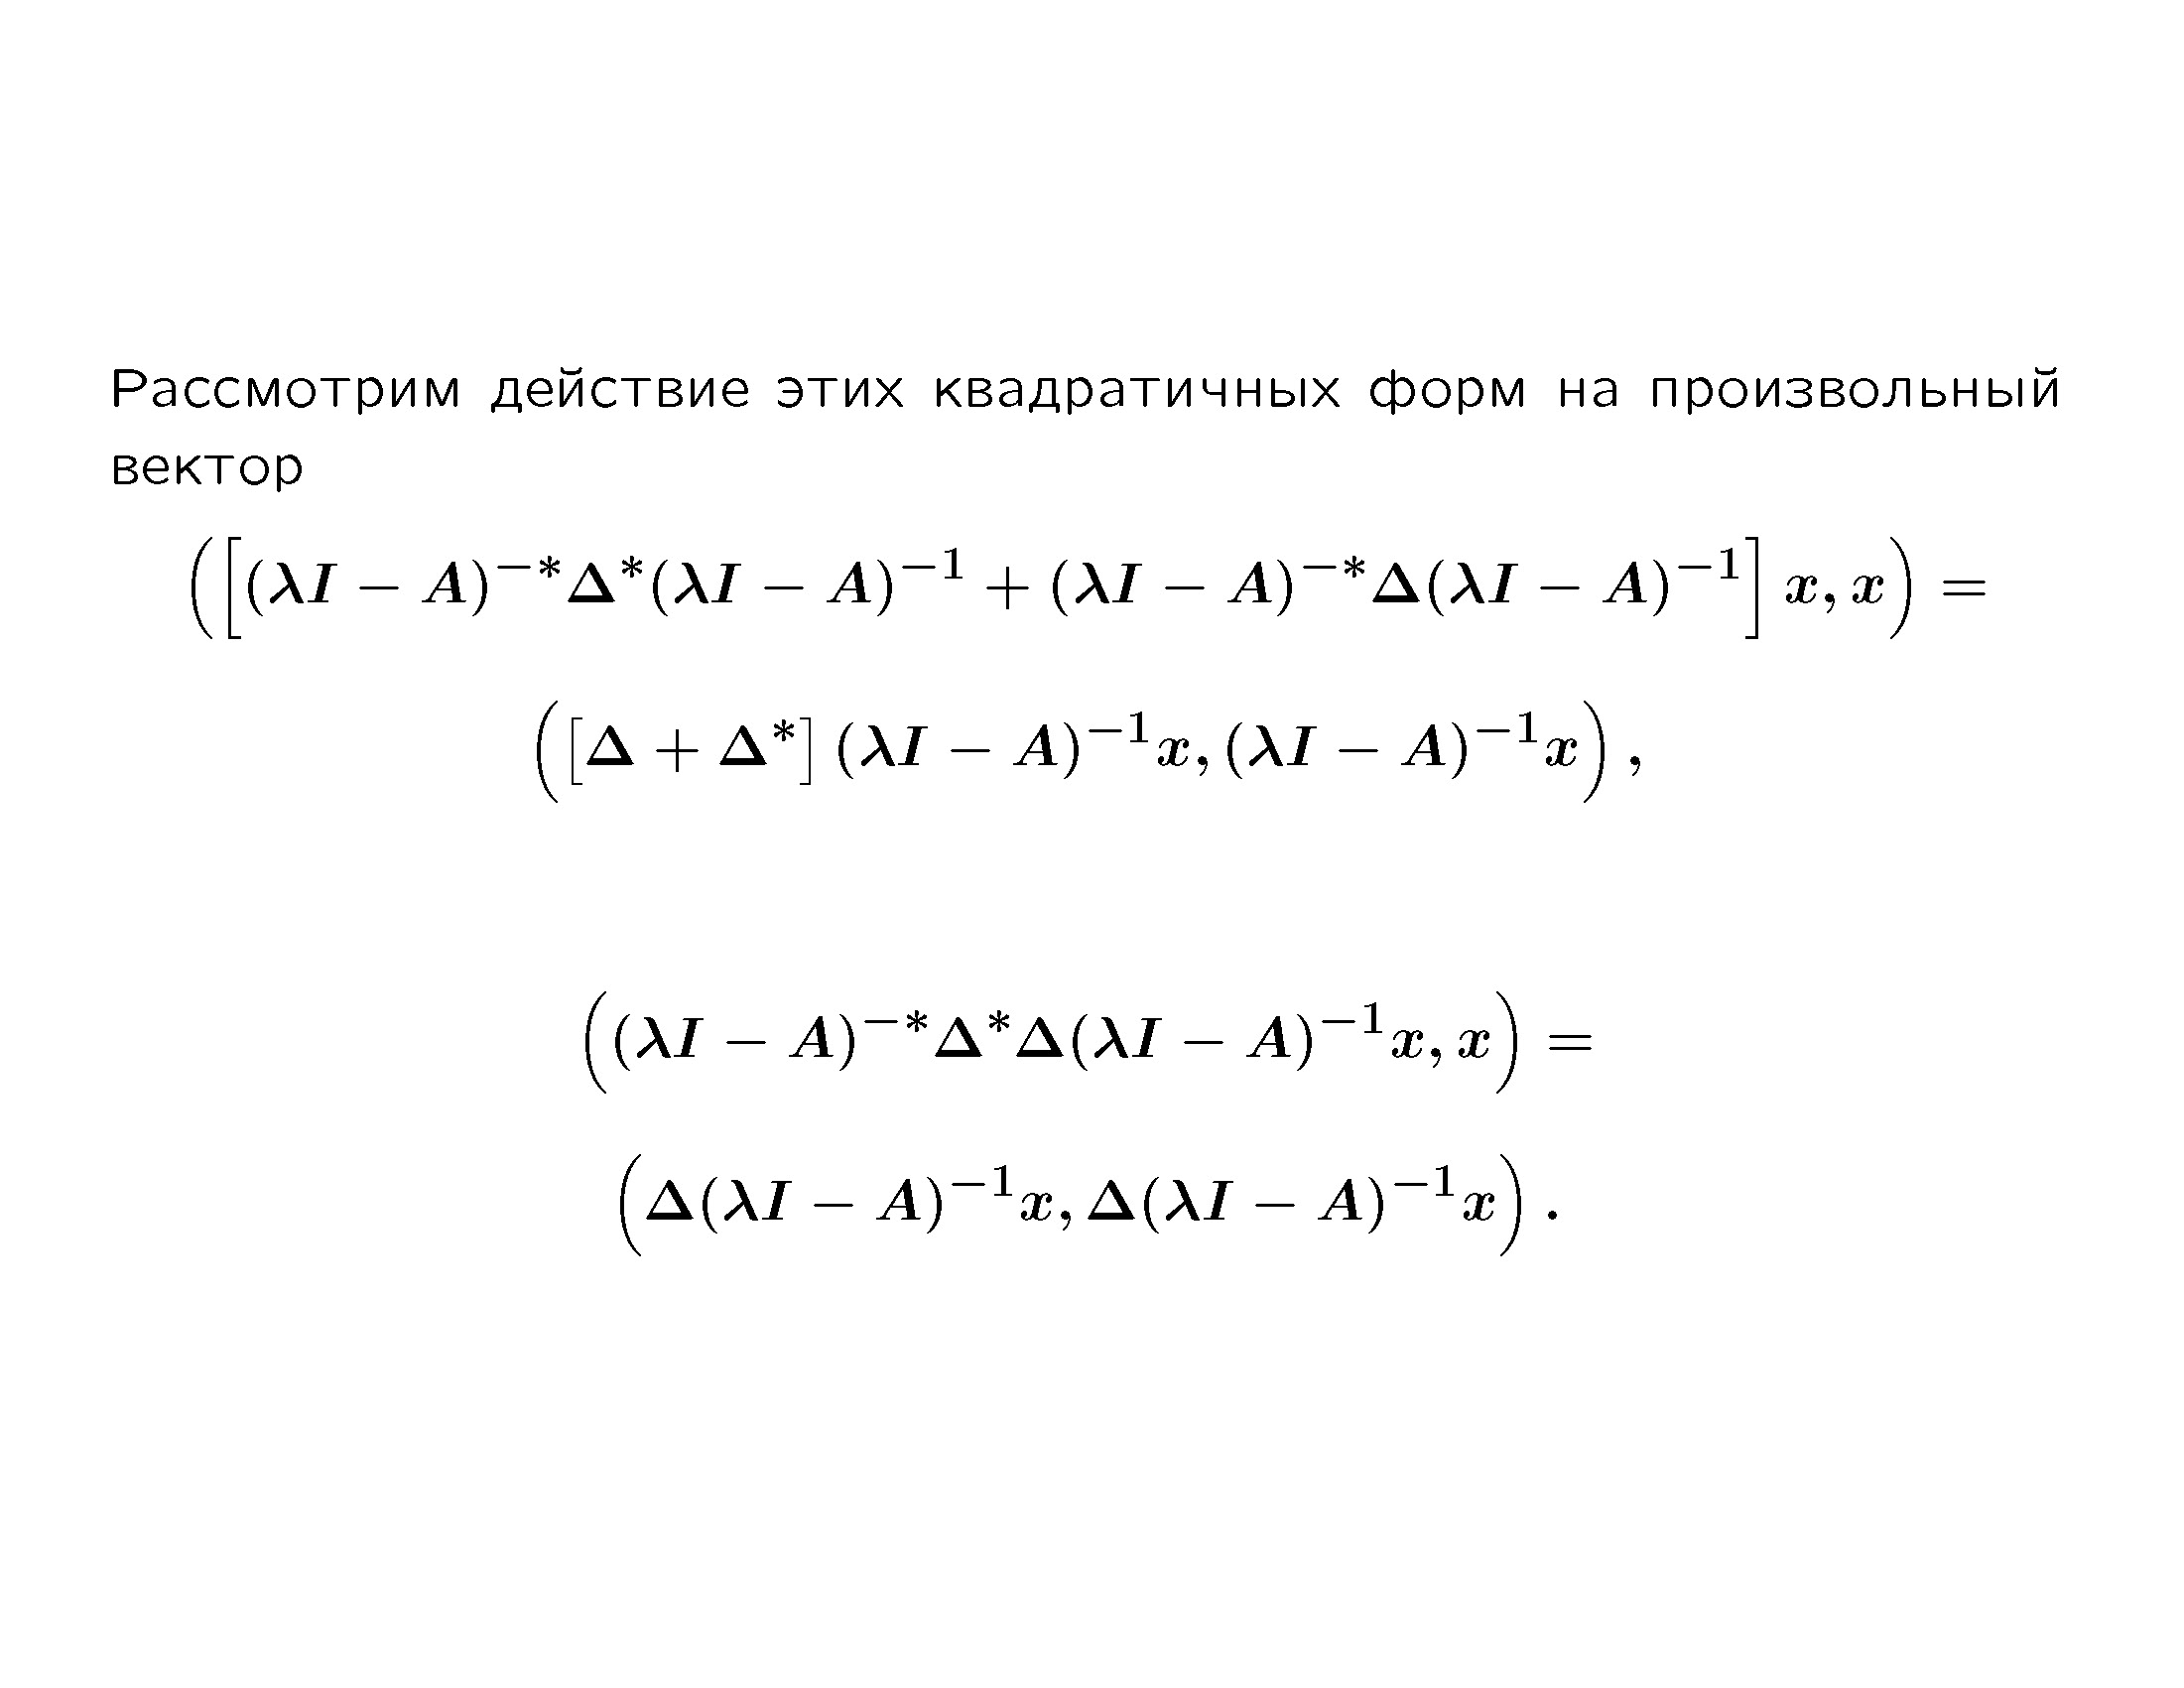 Рассмотрим действие этих квадратичных форм на произвольный
вектор
([(λI − A)^{−*}Δ^*(λI − A)^{−1} + (λI − A)^{−*}Δ(λI − A)^{−1}] x, x) =
([Δ + Δ^*] (λI − A)^{−1}x, (λI − A)^{−1}x) ,
((λI − A)^{−*}Δ^*Δ(λI − A)^{−1}x, x) =
(Δ(λI − A)^{−1}x, Δ(λI − A)^{−1}x) .